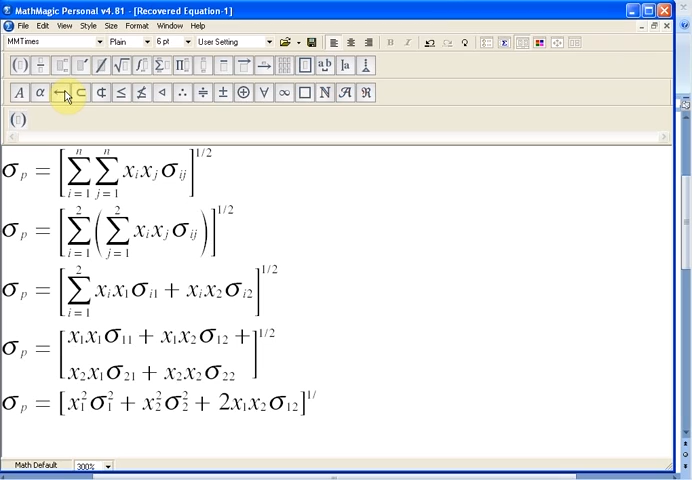 MathMagic Personal v4.81 - [Recovered Equation-1]
File Edit View Style Size Format Window Help
MMTimes Plain 6 pt User Setting B I Σ
(▯) √▯ ∫▯ Σ▯ Π▯ ab
A α ← ⊂ ⊄ ≤ ≰ ∢ ∴ ≑ ± ⊕ ∀ ∞ □ ℕ 𝒜 ℜ
(▯)
σ_p = [∑_{i=1}^{n} ∑_{j=1}^{n} x_i x_j σ_{ij}]^{1/2}
σ_p = [∑_{i=1}^{2} (∑_{j=1}^{2} x_i x_j σ_{ij})]^{1/2}
σ_p = [∑_{i=1}^{2} x_i x_1 σ_{i1} + x_i x_2 σ_{i2}]^{1/2}
σ_p = [x_1 x_1 σ_{11} + x_1 x_2 σ_{12} +
x_2 x_1 σ_{21} + x_2 x_2 σ_{22}]^{1/2}
σ_p = [x_1^2 σ_1^2 + x_2^2 σ_2^2 + 2x_1 x_2 σ_{12}]^{1/}
Math Default 300%